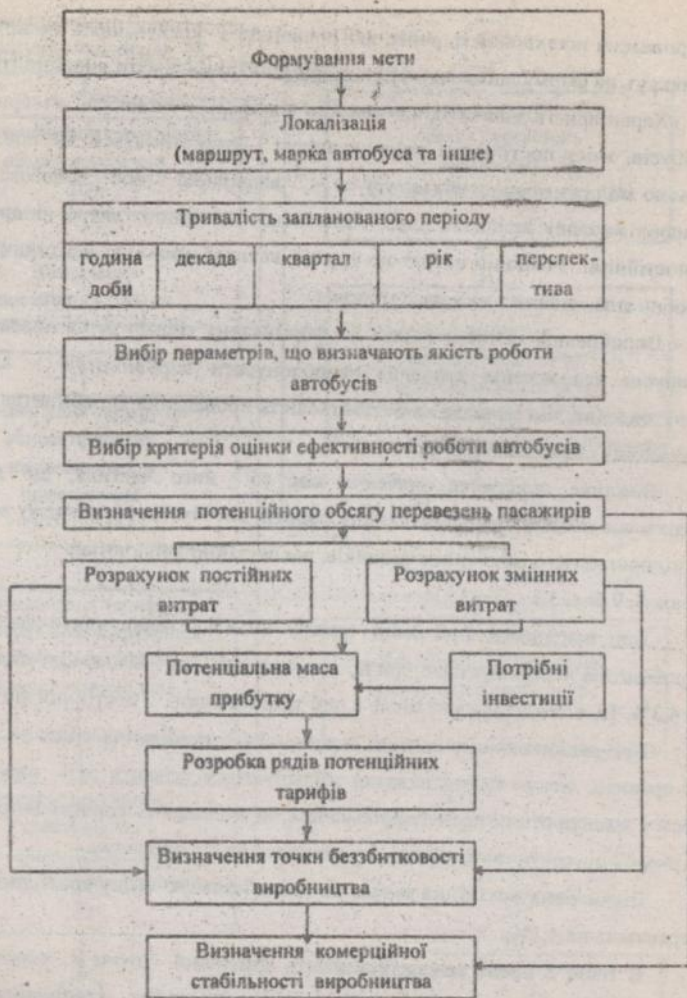 Формування мети
Локалізація
(маршрут, марка автобуса та інше)
Тривалість запланованого періоду
година декада квартал рік перспек-
доби тива
Вибір параметрів, що визначають якість роботи
автобусів
Вибір критерія оцінки ефективності роботи автобусів
Визначення потенційного обсягу перевезень пасажирів
Розрахунок постійних Розрахунок змінних
витрат витрат
Потенціальна маса Потрібні
прибутку інвестиції
Розробка рядів потенційних
тарифів
Визначення точки беззбитковості
виробництва
Визначення комерційної
стабільності виробництва